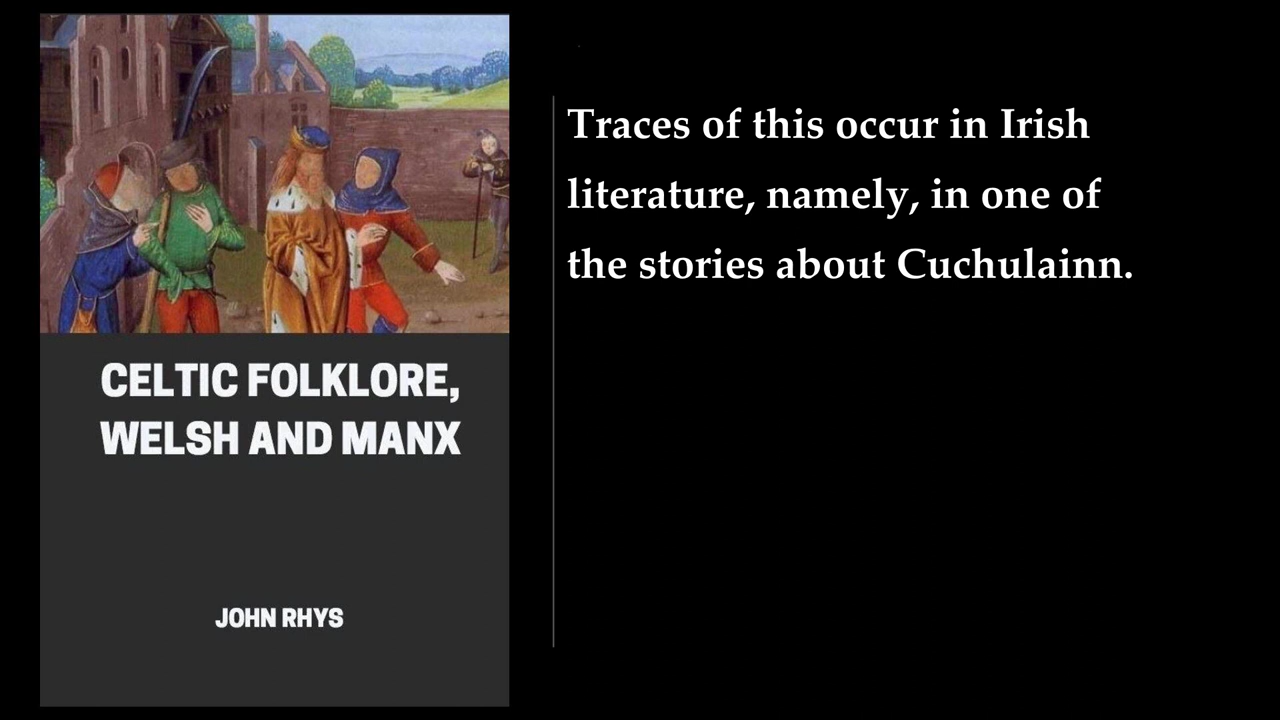 CELTIC FOLKLORE,
WELSH AND MANX
JOHN RHYS
Traces of this occur in Irish
literature, namely, in one of
the stories about Cuchulainn.